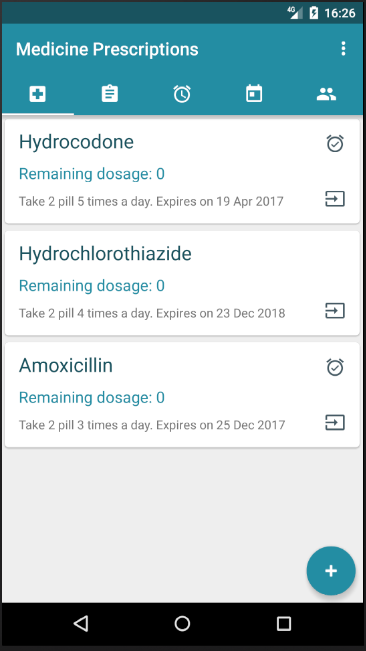 4G 16:26
Medicine Prescriptions
Hydrocodone
Remaining dosage: 0
Take 2 pill 5 times a day. Expires on 19 Apr 2017
Hydrochlorothiazide
Remaining dosage: 0
Take 2 pill 4 times a day. Expires on 23 Dec 2018
Amoxicillin
Remaining dosage: 0
Take 2 pill 3 times a day. Expires on 25 Dec 2017